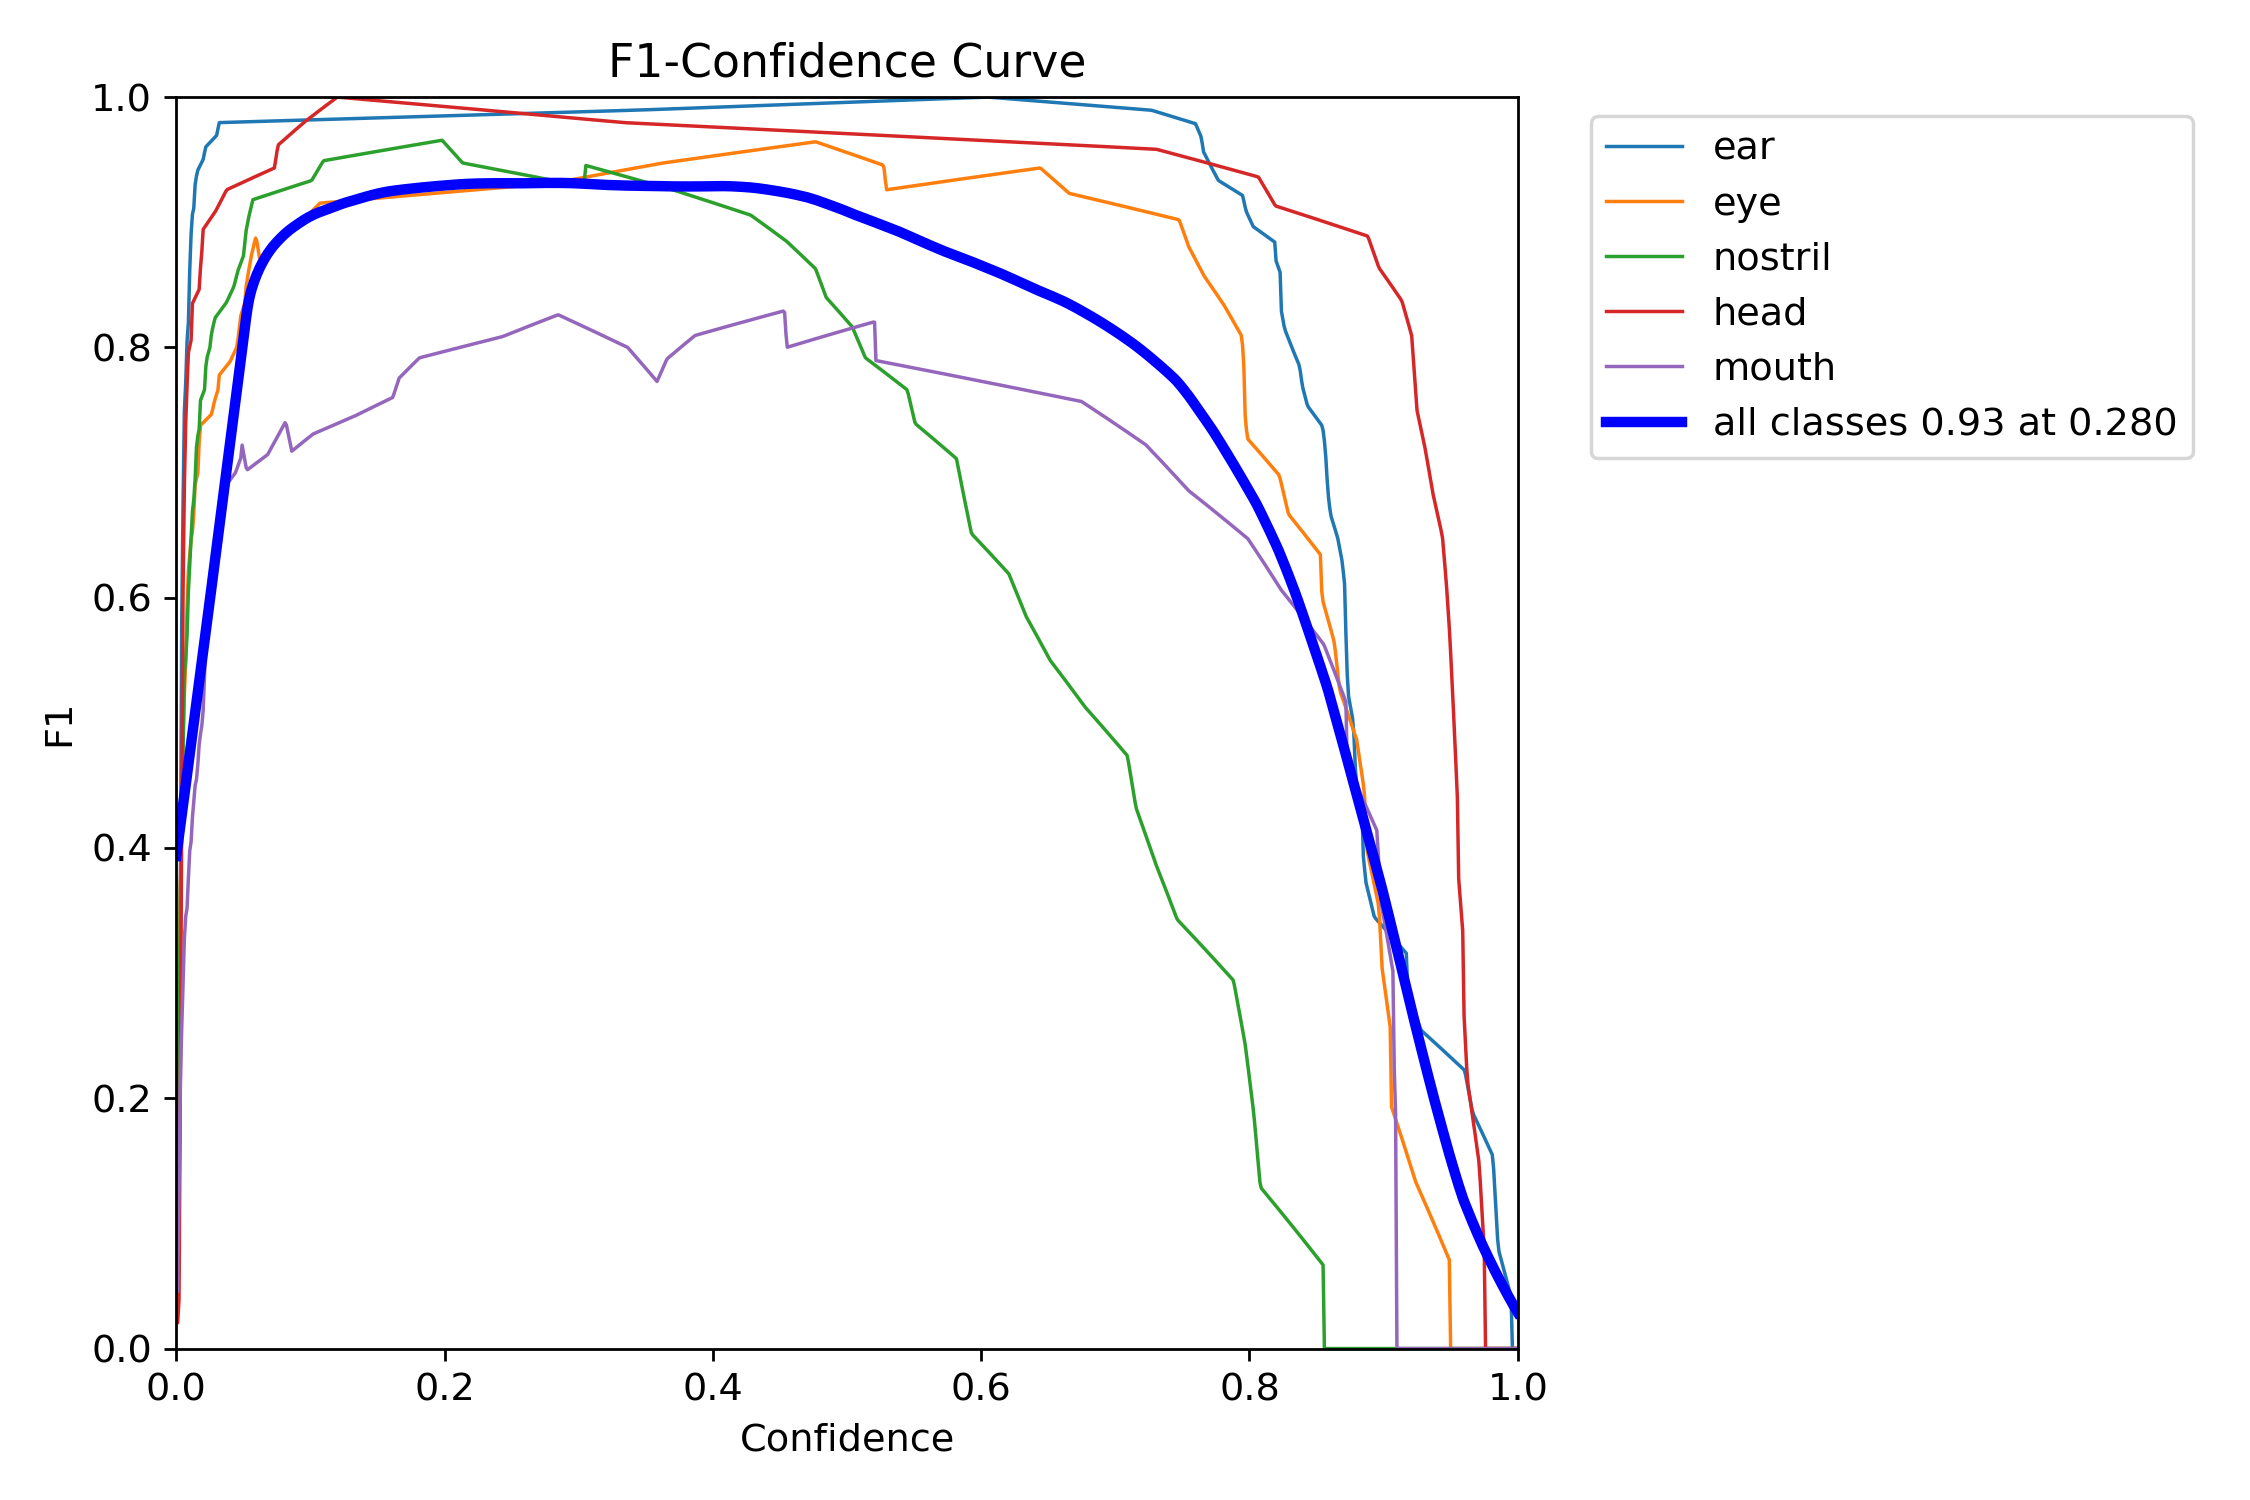 F1-Confidence Curve
1.0
0.8
0.6
0.4
0.2
0.0
F1
0.0 0.2 0.4 0.6 0.8 1.0
Confidence
ear
eye
nostril
head
mouth
all classes 0.93 at 0.280